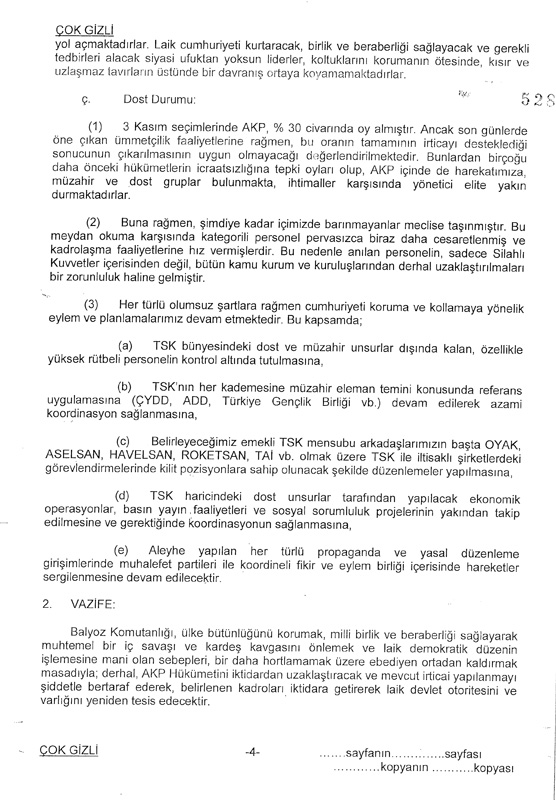 ÇOK GİZLİ
yol açmaktadırlar. Laik cumhuriyeti kurtaracak, birlik ve beraberliği sağlayacak ve gerekli
tedbirleri alacak siyasi ufuktan yoksun liderler, koltuklarını korumanın ötesinde, kısır ve
uzlaşmaz tavırların üstünde bir davranış ortaya koyamamaktadırlar.
ç. Dost Durumu:
528
(1) 3 Kasım seçimlerinde AKP, % 30 civarında oy almıştır. Ancak son günlerde
öne çıkan ümmetçilik faaliyetlerine rağmen, bu oranın tamamının irticayı desteklediği
sonucunun çıkarılmasının uygun olmayacağı değerlendirilmektedir. Bunlardan birçoğu
daha önceki hükümetlerin icraatsızlığına tepki oyları olup, AKP içinde de harekatımıza,
müzahir ve dost gruplar bulunmakta, ihtimaller karşısında yönetici elite yakın
durmaktadırlar.
(2) Buna rağmen, şimdiye kadar içimizde barınmayanlar meclise taşınmıştır. Bu
meydan okuma karşısında kategorili personel pervasızca biraz daha cesaretlenmiş ve
kadrolaşma faaliyetlerine hız vermişlerdir. Bu nedenle anılan personelin, sadece Silahlı
Kuvvetler içerisinden değil, bütün kamu kurum ve kuruluşlarından derhal uzaklaştırılmaları
bir zorunluluk haline gelmiştir.
(3) Her türlü olumsuz şartlara rağmen cumhuriyeti koruma ve kollamaya yönelik
eylem ve planlamalarımız devam etmektedir. Bu kapsamda;
(a) TSK bünyesindeki dost ve müzahir unsurlar dışında kalan, özellikle
yüksek rütbeli personelin kontrol altında tutulmasına,
(b) TSK'nın her kademesine müzahir eleman temini konusunda referans
uygulamasına (ÇYDD, ADD, Türkiye Gençlik Birliği vb.) devam edilerek azami
koordinasyon sağlanmasına,
(c) Belirleyeceğimiz emekli TSK mensubu arkadaşlarımızın başta OYAK,
ASELSAN, HAVELSAN, ROKETSAN, TAİ vb. olmak üzere TSK ile iltisaklı şirketlerdeki
görevlendirmelerinde kilit pozisyonlara sahip olunacak şekilde düzenlemeler yapılmasına,
(d) TSK haricindeki dost unsurlar tarafından yapılacak ekonomik
operasyonlar, basın yayın faaliyetleri ve sosyal sorumluluk projelerinin yakından takip
edilmesine ve gerektiğinde koordinasyonun sağlanmasına,
(e) Aleyhe yapılan her türlü propaganda ve yasal düzenleme
girişimlerinde muhalefet partileri ile koordineli fikir ve eylem birliği içerisinde hareketler
sergilenmesine devam edilecektir.
2. VAZİFE:
Balyoz Komutanlığı, ülke bütünlüğünü korumak, milli birlik ve beraberliği sağlayarak
muhtemel bir iç savaşı ve kardeş kavgasını önlemek ve laik demokratik düzenin
işlemesine mani olan sebepleri, bir daha hortlamamak üzere ebediyen ortadan kaldırmak
masadıyla; derhal, AKP Hükümetini iktidardan uzaklaştıracak ve mevcut irticai yapılanmayı
şiddetle bertaraf ederek, belirlenen kadroları iktidara getirerek laik devlet otoritesini ve
varlığını yeniden tesis edecektir.
ÇOK GİZLİ
-4-
.......sayfanın..............sayfası
............kopyanın ...........kopyası